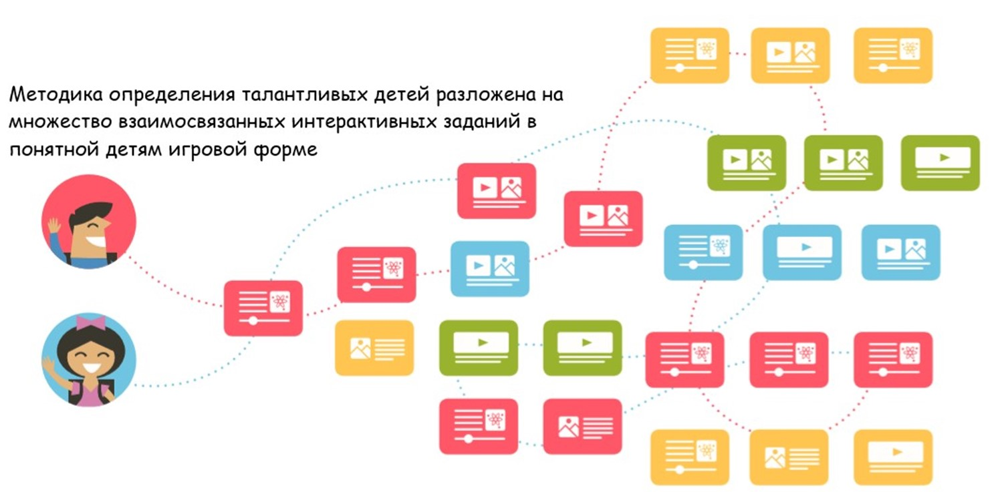 Методика определения талантливых детей разложена на
множество взаимосвязанных интерактивных заданий в
понятной детям игровой форме